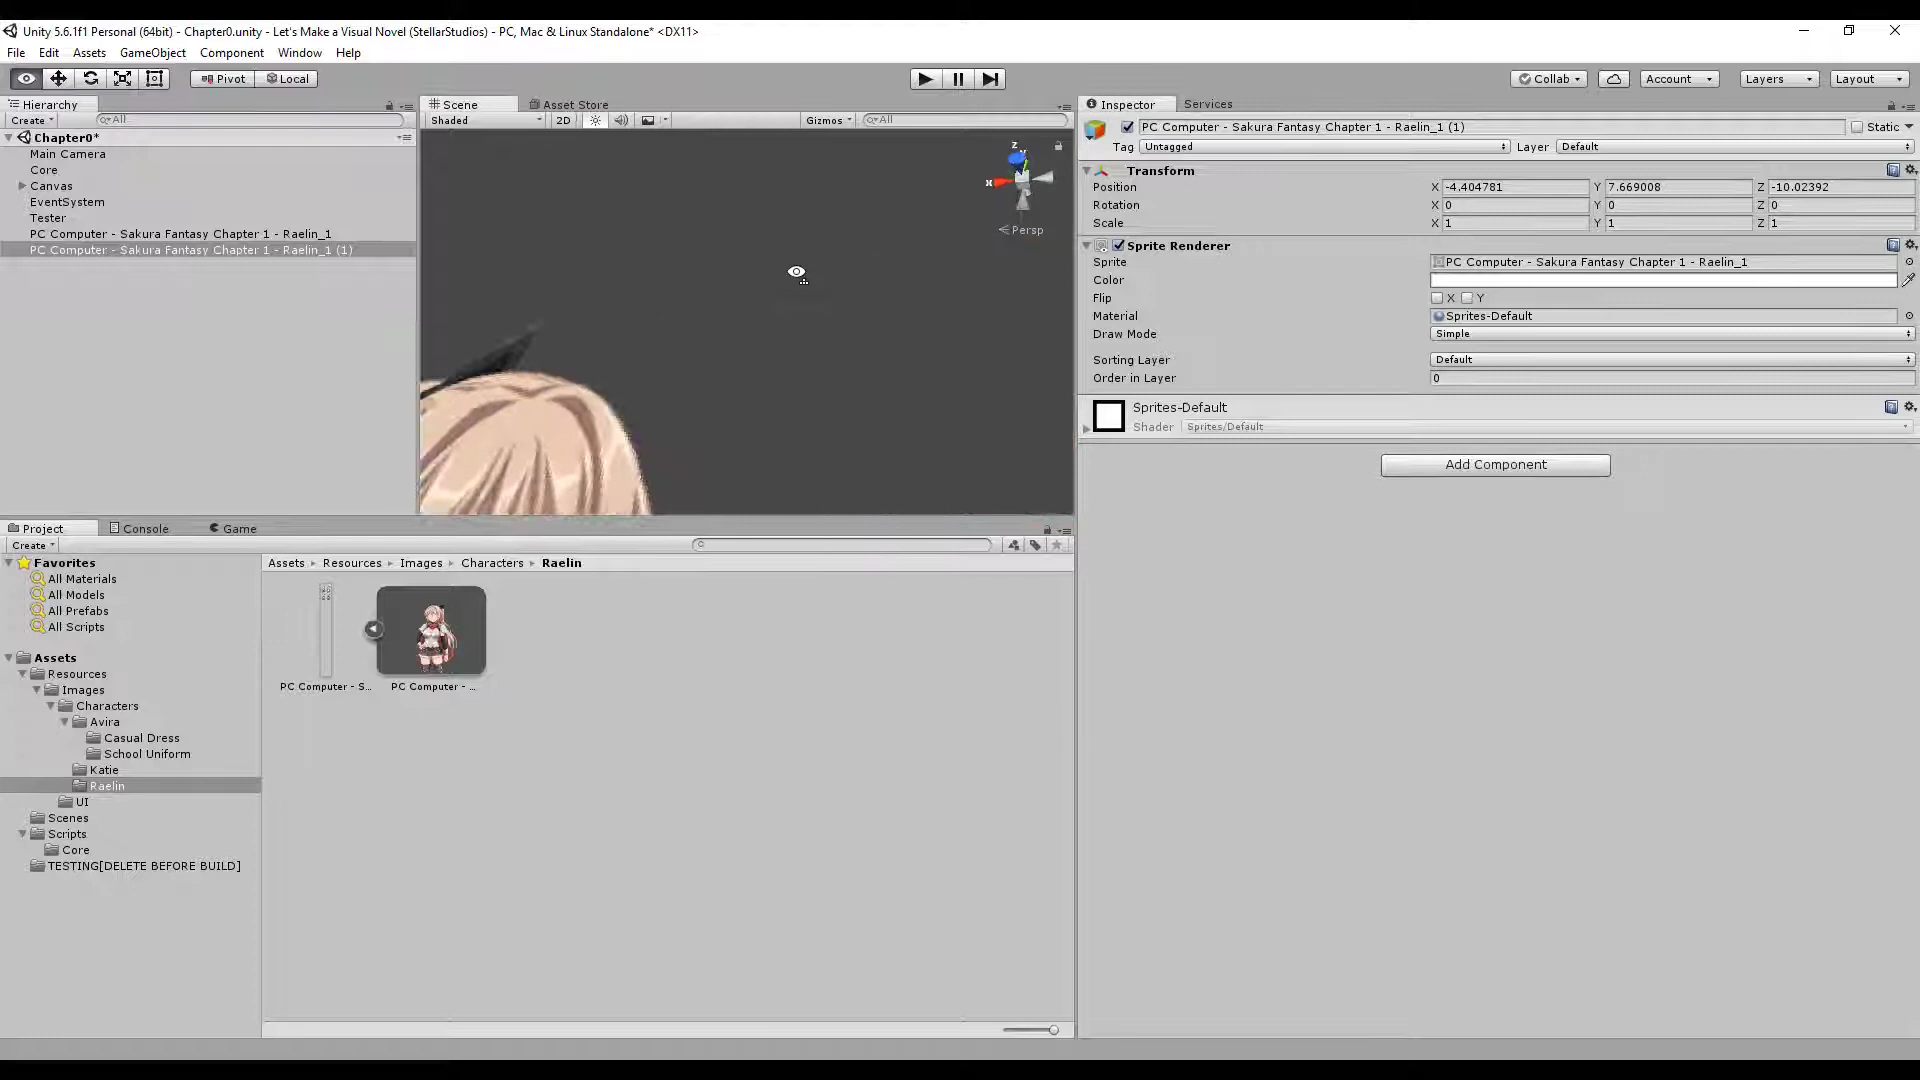 Unity 5.6.1f1 Personal (64bit) - Chapter0.unity - Let's Make a Visual Novel (StellarStudios) - PC, Mac & Linux Standalone* <DX11>
File Edit Assets GameObject Component Window Help
Pivot Local Collab Account Layers Layout
Hierarchy
Create All
Chapter0*
Main Camera
Core
Canvas
EventSystem
Tester
PC Computer - Sakura Fantasy Chapter 1 - Raelin_1
PC Computer - Sakura Fantasy Chapter 1 - Raelin_1 (1)
Scene Asset Store
Shaded 2D Gizmos All
z
y
x
Persp
Inspector Services
PC Computer - Sakura Fantasy Chapter 1 - Raelin_1 (1) Static
Tag Untagged Layer Default
Transform
Position X -4.404781 Y 7.669008 Z -10.02392
Rotation X 0 Y 0 Z 0
Scale X 1 Y 1 Z 1
Sprite Renderer
Sprite PC Computer - Sakura Fantasy Chapter 1 - Raelin_1
Color
Flip X Y
Material Sprites-Default
Draw Mode Simple
Sorting Layer Default
Order in Layer 0
Sprites-Default
Shader Sprites/Default
Add Component
Project Console Game
Create
Favorites
All Materials
All Models
All Prefabs
All Scripts
Assets
Resources
Images
Characters
Avira
Casual Dress
School Uniform
Katie
Raelin
UI
Scenes
Scripts
Core
TESTING[DELETE BEFORE BUILD]
Assets Resources Images Characters Raelin
PC Computer - S... PC Computer - ...